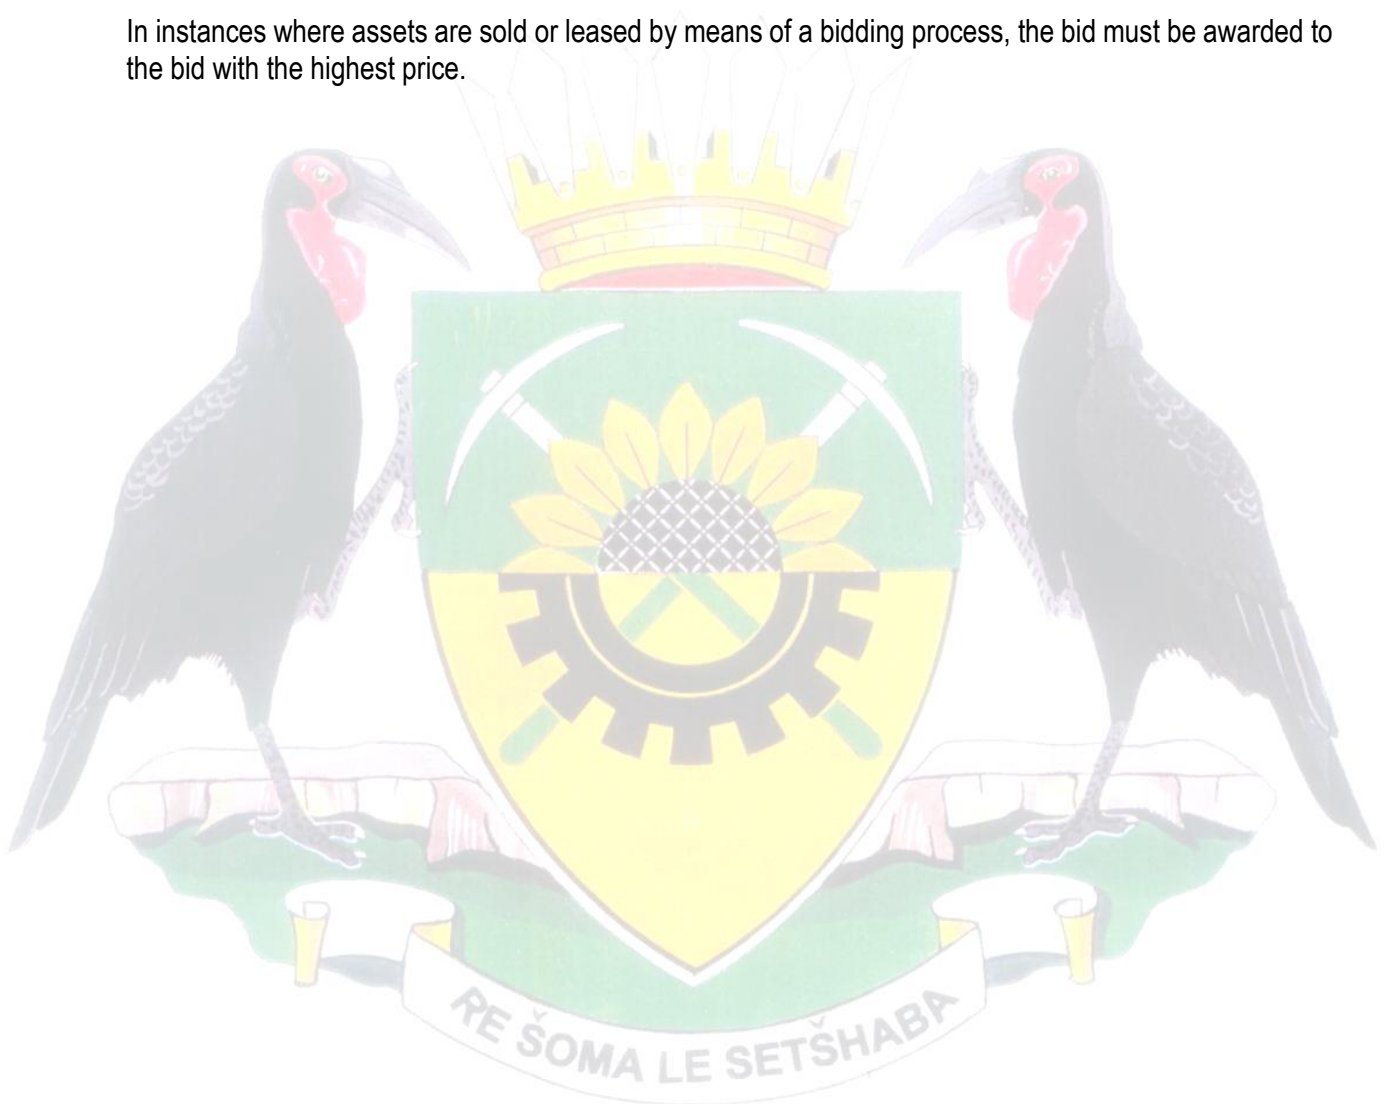 In instances where assets are sold or leased by means of a bidding process, the bid must be awarded to
the bid with the highest price.
RE ŠOMA LE SETŠHABA